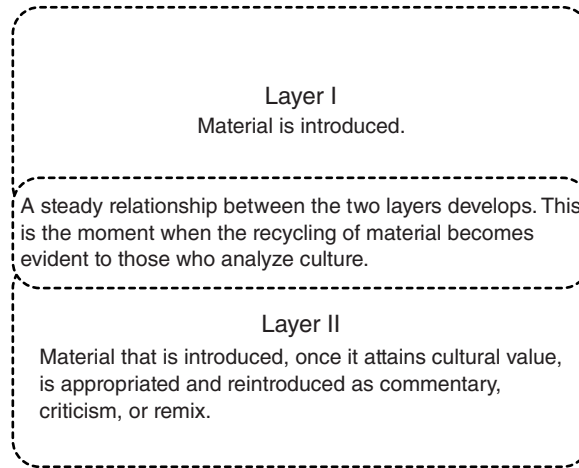 Layer I
Material is introduced.
A steady relationship between the two layers develops. This
is the moment when the recycling of material becomes
evident to those who analyze culture.
Layer II
Material that is introduced, once it attains cultural value,
is appropriated and reintroduced as commentary,
criticism, or remix.